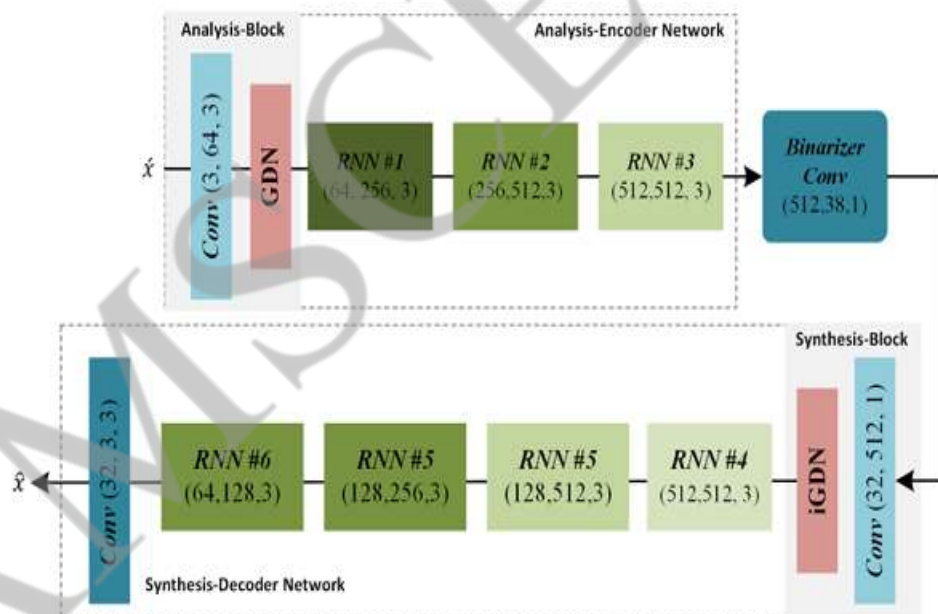 Analysis-Block
Analysis-Encoder Network
x́
Conv (3, 64, 3)
GDN
RNN #1
(64, 256, 3)
RNN #2
(256,512,3)
RNN #3
(512,512, 3)
Binarizer
Conv
(512,38,1)
Synthesis-Block
Conv (32, 512, 1)
iGDN
RNN #4
(512,512, 3)
RNN #5
(128,512,3)
RNN #5
(128,256,3)
RNN #6
(64,128,3)
Conv (32, 3, 3)
x̂
Synthesis-Decoder Network